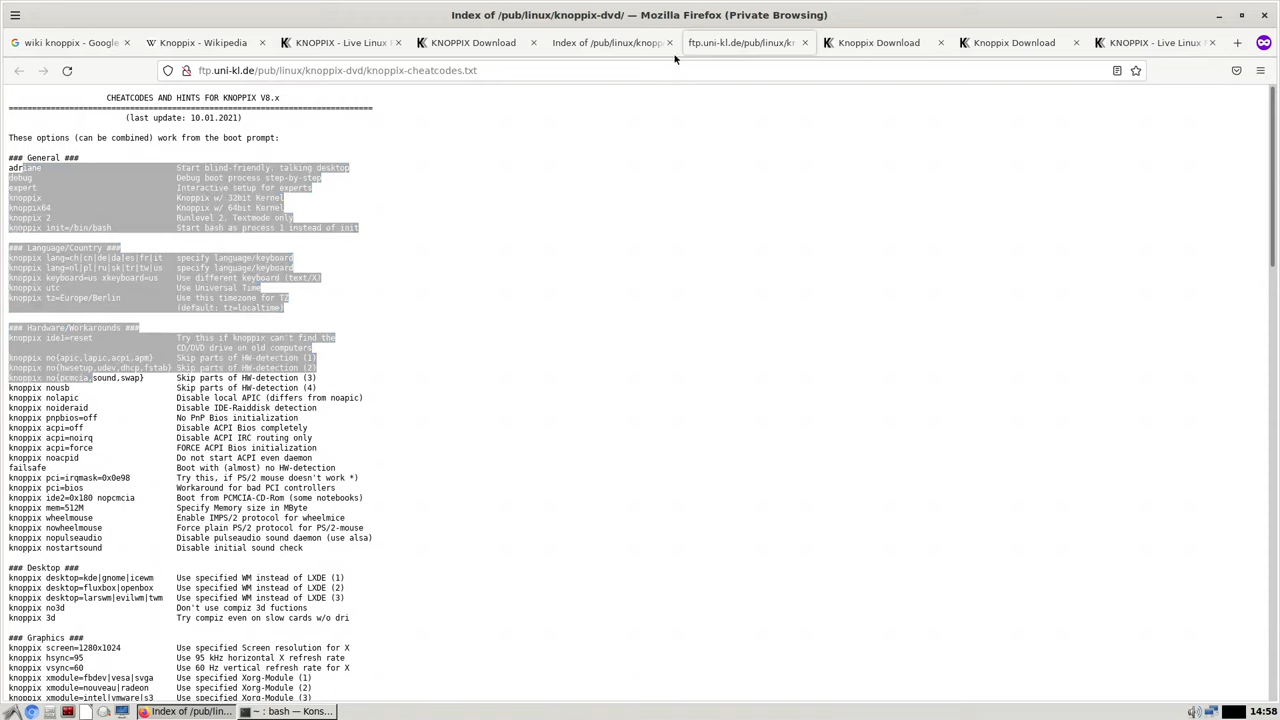 Index of /pub/linux/knoppix-dvd/ — Mozilla Firefox (Private Browsing)
wiki knoppix - Google
Knoppix - Wikipedia
KNOPPIX - Live Linux
KNOPPIX Download
Index of /pub/linux/knopp
ftp.uni-kl.de/pub/linux/kn
Knoppix Download
Knoppix Download
KNOPPIX - Live Linux
ftp.uni-kl.de/pub/linux/knoppix-dvd/knoppix-cheatcodes.txt
CHEATCODES AND HINTS FOR KNOPPIX V8.x
==============================================================================
(last update: 10.01.2021)
These options (can be combined) work from the boot prompt:
### General ###
adriane Start blind-friendly, talking desktop
debug Debug boot process step-by-step
expert Interactive setup for experts
knoppix Knoppix w/ 32bit Kernel
knoppix64 Knoppix w/ 64bit Kernel
knoppix 2 Runlevel 2, Textmode only
knoppix init=/bin/bash Start bash as process 1 instead of init
### Language/Country ###
knoppix lang=ch|cn|de|da|es|fr|it specify language/keyboard
knoppix lang=nl|pl|ru|sk|tr|tw|us specify language/keyboard
knoppix keyboard=us xkeyboard=us Use different keyboard (text/X)
knoppix utc Use Universal Time
knoppix tz=Europe/Berlin Use this timezone for TZ
(default: tz=localtime)
### Hardware/Workarounds ###
knoppix ide1=reset Try this if knoppix can't find the
CD/DVD drive on old computers
knoppix no{apic,lapic,acpi,apm} Skip parts of HW-detection (1)
knoppix no{hwsetup,udev,dhcp,fstab} Skip parts of HW-detection (2)
knoppix no{pcmcia,sound,swap} Skip parts of HW-detection (3)
knoppix nousb Skip parts of HW-detection (4)
knoppix nolapic Disable local APIC (differs from noapic)
knoppix noideraid Disable IDE-Raiddisk detection
knoppix pnpbios=off No PnP Bios initialization
knoppix acpi=off Disable ACPI Bios completely
knoppix acpi=noirq Disable ACPI IRC routing only
knoppix acpi=force FORCE ACPI Bios initialization
knoppix noacpid Do not start ACPI even daemon
failsafe Boot with (almost) no HW-detection
knoppix pci=irqmask=0x0e98 Try this, if PS/2 mouse doesn't work *)
knoppix pci=bios Workaround for bad PCI controllers
knoppix ide2=0x180 nopcmcia Boot from PCMCIA-CD-Rom (some notebooks)
knoppix mem=512M Specify Memory size in MByte
knoppix wheelmouse Enable IMPS/2 protocol for wheelmice
knoppix nowheelmouse Force plain PS/2 protocol for PS/2-mouse
knoppix nopulseaudio Disable pulseaudio sound daemon (use alsa)
knoppix nostartsound Disable initial sound check
### Desktop ###
knoppix desktop=kde|gnome|icewm Use specified WM instead of LXDE (1)
knoppix desktop=fluxbox|openbox Use specified WM instead of LXDE (2)
knoppix desktop=larswm|evilwm|twm Use specified WM instead of LXDE (3)
knoppix no3d Don't use compiz 3d fuctions
knoppix 3d Try compiz even on slow cards w/o dri
### Graphics ###
knoppix screen=1280x1024 Use specified Screen resolution for X
knoppix hsync=95 Use 95 kHz horizontal X refresh rate
knoppix vsync=60 Use 60 Hz vertical refresh rate for X
knoppix xmodule=fbdev|vesa|svga Use specified Xorg-Module (1)
knoppix xmodule=nouveau|radeon Use specified Xorg-Module (2)
knoppix xmodule=intel|vmware|s3 Use specified Xorg-Module (3)
Index of /pub/lin...
~ : bash — Kons...
14:58